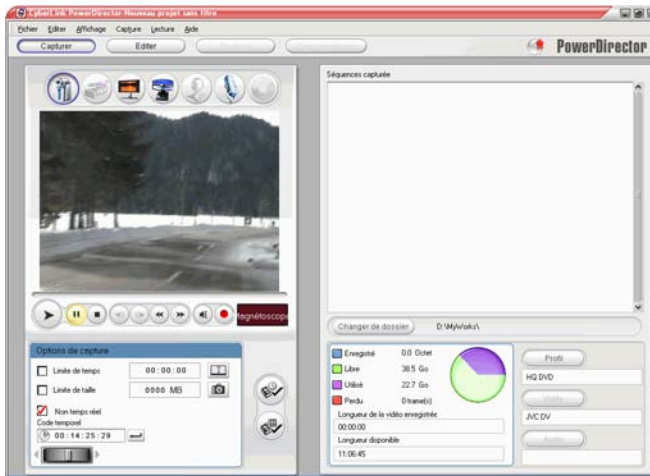 CyberLink PowerDirector-Nouveau projet sans titre
Fichier Editer Affichage Capture Lecture Aide
Capturer Editer
PowerDirector
Séquences capturée
Magnétoscope
Changer de dossier D:\MyWorks\
Options de capture
Limite de temps 00:00:00
Limite de taille 0000 MB
Non temps réel
Code temporel
00:14:25:29
Enregistré 0.0 Octet
Libre 38.5 Go
Utilisé 22.7 Go
Perdu 0 trame(s)
Longueur de la vidéo enregistrée
00:00:00
Longueur disponible
11:06:45
Profil
HQ DVD
Vidéo
JVC DV
Audio